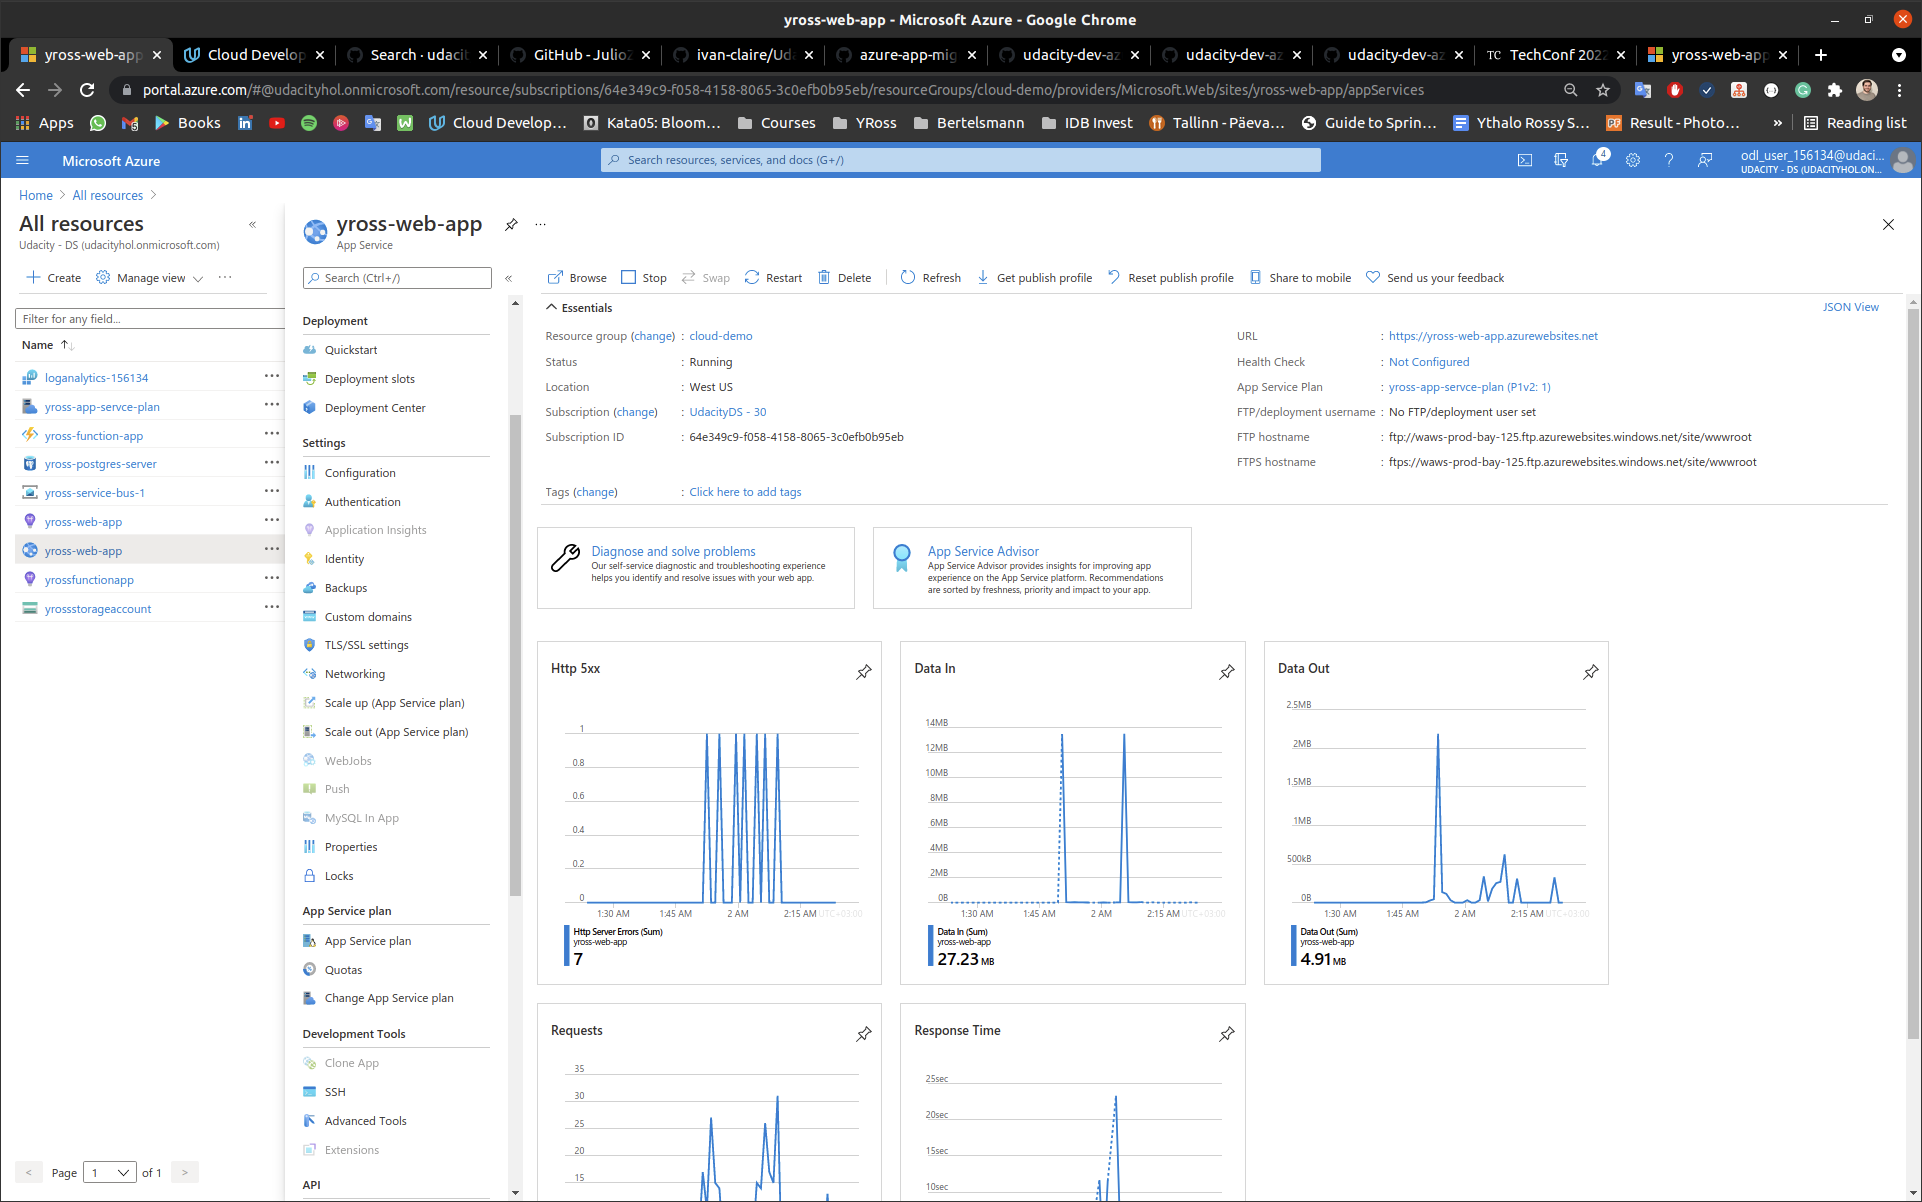 yross-web-app - Microsoft Azure - Google Chrome
yross-web-app
Cloud Develop
Search · udacit
GitHub - Julio
ivan-claire/Ud
azure-app-mig
udacity-dev-az
udacity-dev-az
udacity-dev-az
TC TechConf 2022
yross-web-app
portal.azure.com/#@udacityhol.onmicrosoft.com/resource/subscriptions/64e349c9-f058-4158-8065-3c0efb0b95eb/resourceGroups/cloud-demo/providers/Microsoft.Web/sites/yross-web-app/appServices
Apps
Books
Cloud Develop...
Kata05: Bloom...
Courses
YRoss
Bertelsmann
IDB Invest
Tallinn - Päeva...
Guide to Sprin...
Ythalo Rossy S...
Result - Photo...
»
Reading list
Microsoft Azure
Search resources, services, and docs (G+/)
4
odl_user_156134@udaci...
UDACITY - DS (UDACITYHOL.ON...
Home > All resources >
All resources
Udacity - DS (udacityhol.onmicrosoft.com)
Create
Manage view
Filter for any field...
Name
loganalytics-156134
yross-app-servce-plan
yross-function-app
yross-postgres-server
yross-service-bus-1
yross-web-app
yross-web-app
yrossfunctionapp
yrossstorageaccount
< Page 1 of 1 >
yross-web-app
App Service
Search (Ctrl+/)
Deployment
Quickstart
Deployment slots
Deployment Center
Settings
Configuration
Authentication
Application Insights
Identity
Backups
Custom domains
TLS/SSL settings
Networking
Scale up (App Service plan)
Scale out (App Service plan)
WebJobs
Push
MySQL In App
Properties
Locks
App Service plan
App Service plan
Quotas
Change App Service plan
Development Tools
Clone App
SSH
Advanced Tools
Extensions
API
Browse
Stop
Swap
Restart
Delete
Refresh
Get publish profile
Reset publish profile
Share to mobile
Send us your feedback
Essentials
JSON View
Resource group (change) : cloud-demo
Status : Running
Location : West US
Subscription (change) : UdacityDS - 30
Subscription ID : 64e349c9-f058-4158-8065-3c0efb0b95eb
Tags (change) : Click here to add tags
URL : https://yross-web-app.azurewebsites.net
Health Check : Not Configured
App Service Plan : yross-app-servce-plan (P1v2: 1)
FTP/deployment username : No FTP/deployment user set
FTP hostname : ftp://waws-prod-bay-125.ftp.azurewebsites.windows.net/site/wwwroot
FTPS hostname : ftps://waws-prod-bay-125.ftp.azurewebsites.windows.net/site/wwwroot
Diagnose and solve problems
Our self-service diagnostic and troubleshooting experience
helps you identify and resolve issues with your web app.
App Service Advisor
App Service Advisor provides insights for improving app
experience on the App Service platform. Recommendations
are sorted by freshness, priority and impact to your app.
Http 5xx
1
0.8
0.6
0.4
0.2
0
1:30 AM 1:45 AM 2 AM 2:15 AM UTC+03:00
Http Server Errors (Sum)
yross-web-app
7
Data In
14MB
12MB
10MB
8MB
6MB
4MB
2MB
0B
1:30 AM 1:45 AM 2 AM 2:15 AM UTC+03:00
Data In (Sum)
yross-web-app
27.23 MB
Data Out
2.5MB
2MB
1.5MB
1MB
500kB
0B
1:30 AM 1:45 AM 2 AM 2:15 AM UTC+03:00
Data Out (Sum)
yross-web-app
4.91 MB
Requests
35
30
25
20
15
Response Time
25sec
20sec
15sec
10sec